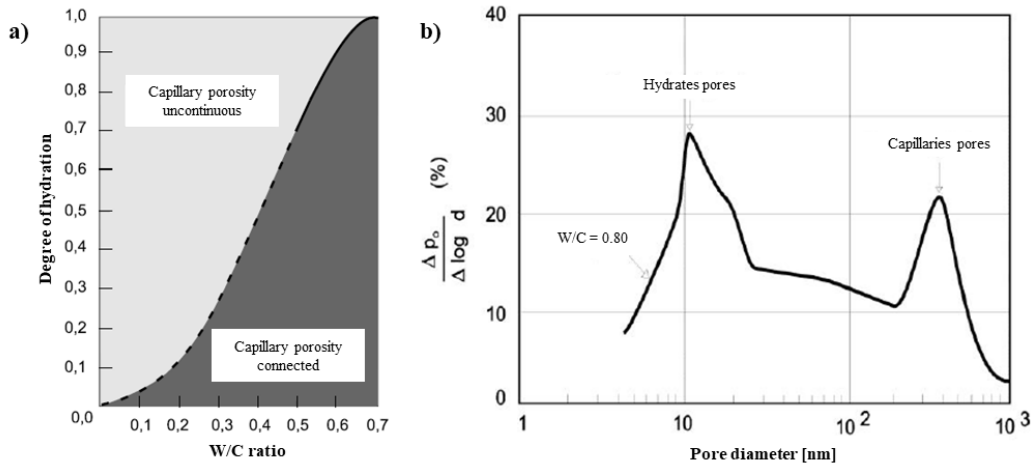 a)
Degree of hydration
1,0
0,9
0,8
0,7
0,6
0,5
0,4
0,3
0,2
0,1
0,0
Capillary porosity
uncontinuous
Capillary porosity
connected
0,1
0,2
0,3
0,4
0,5
0,6
0,7
W/C ratio
b)
Δ pₒ
Δ log d
(%)
40
30
20
10
0
Hydrates pores
Capillaries pores
W/C = 0.80
1
10
10²
10³
Pore diameter [nm]